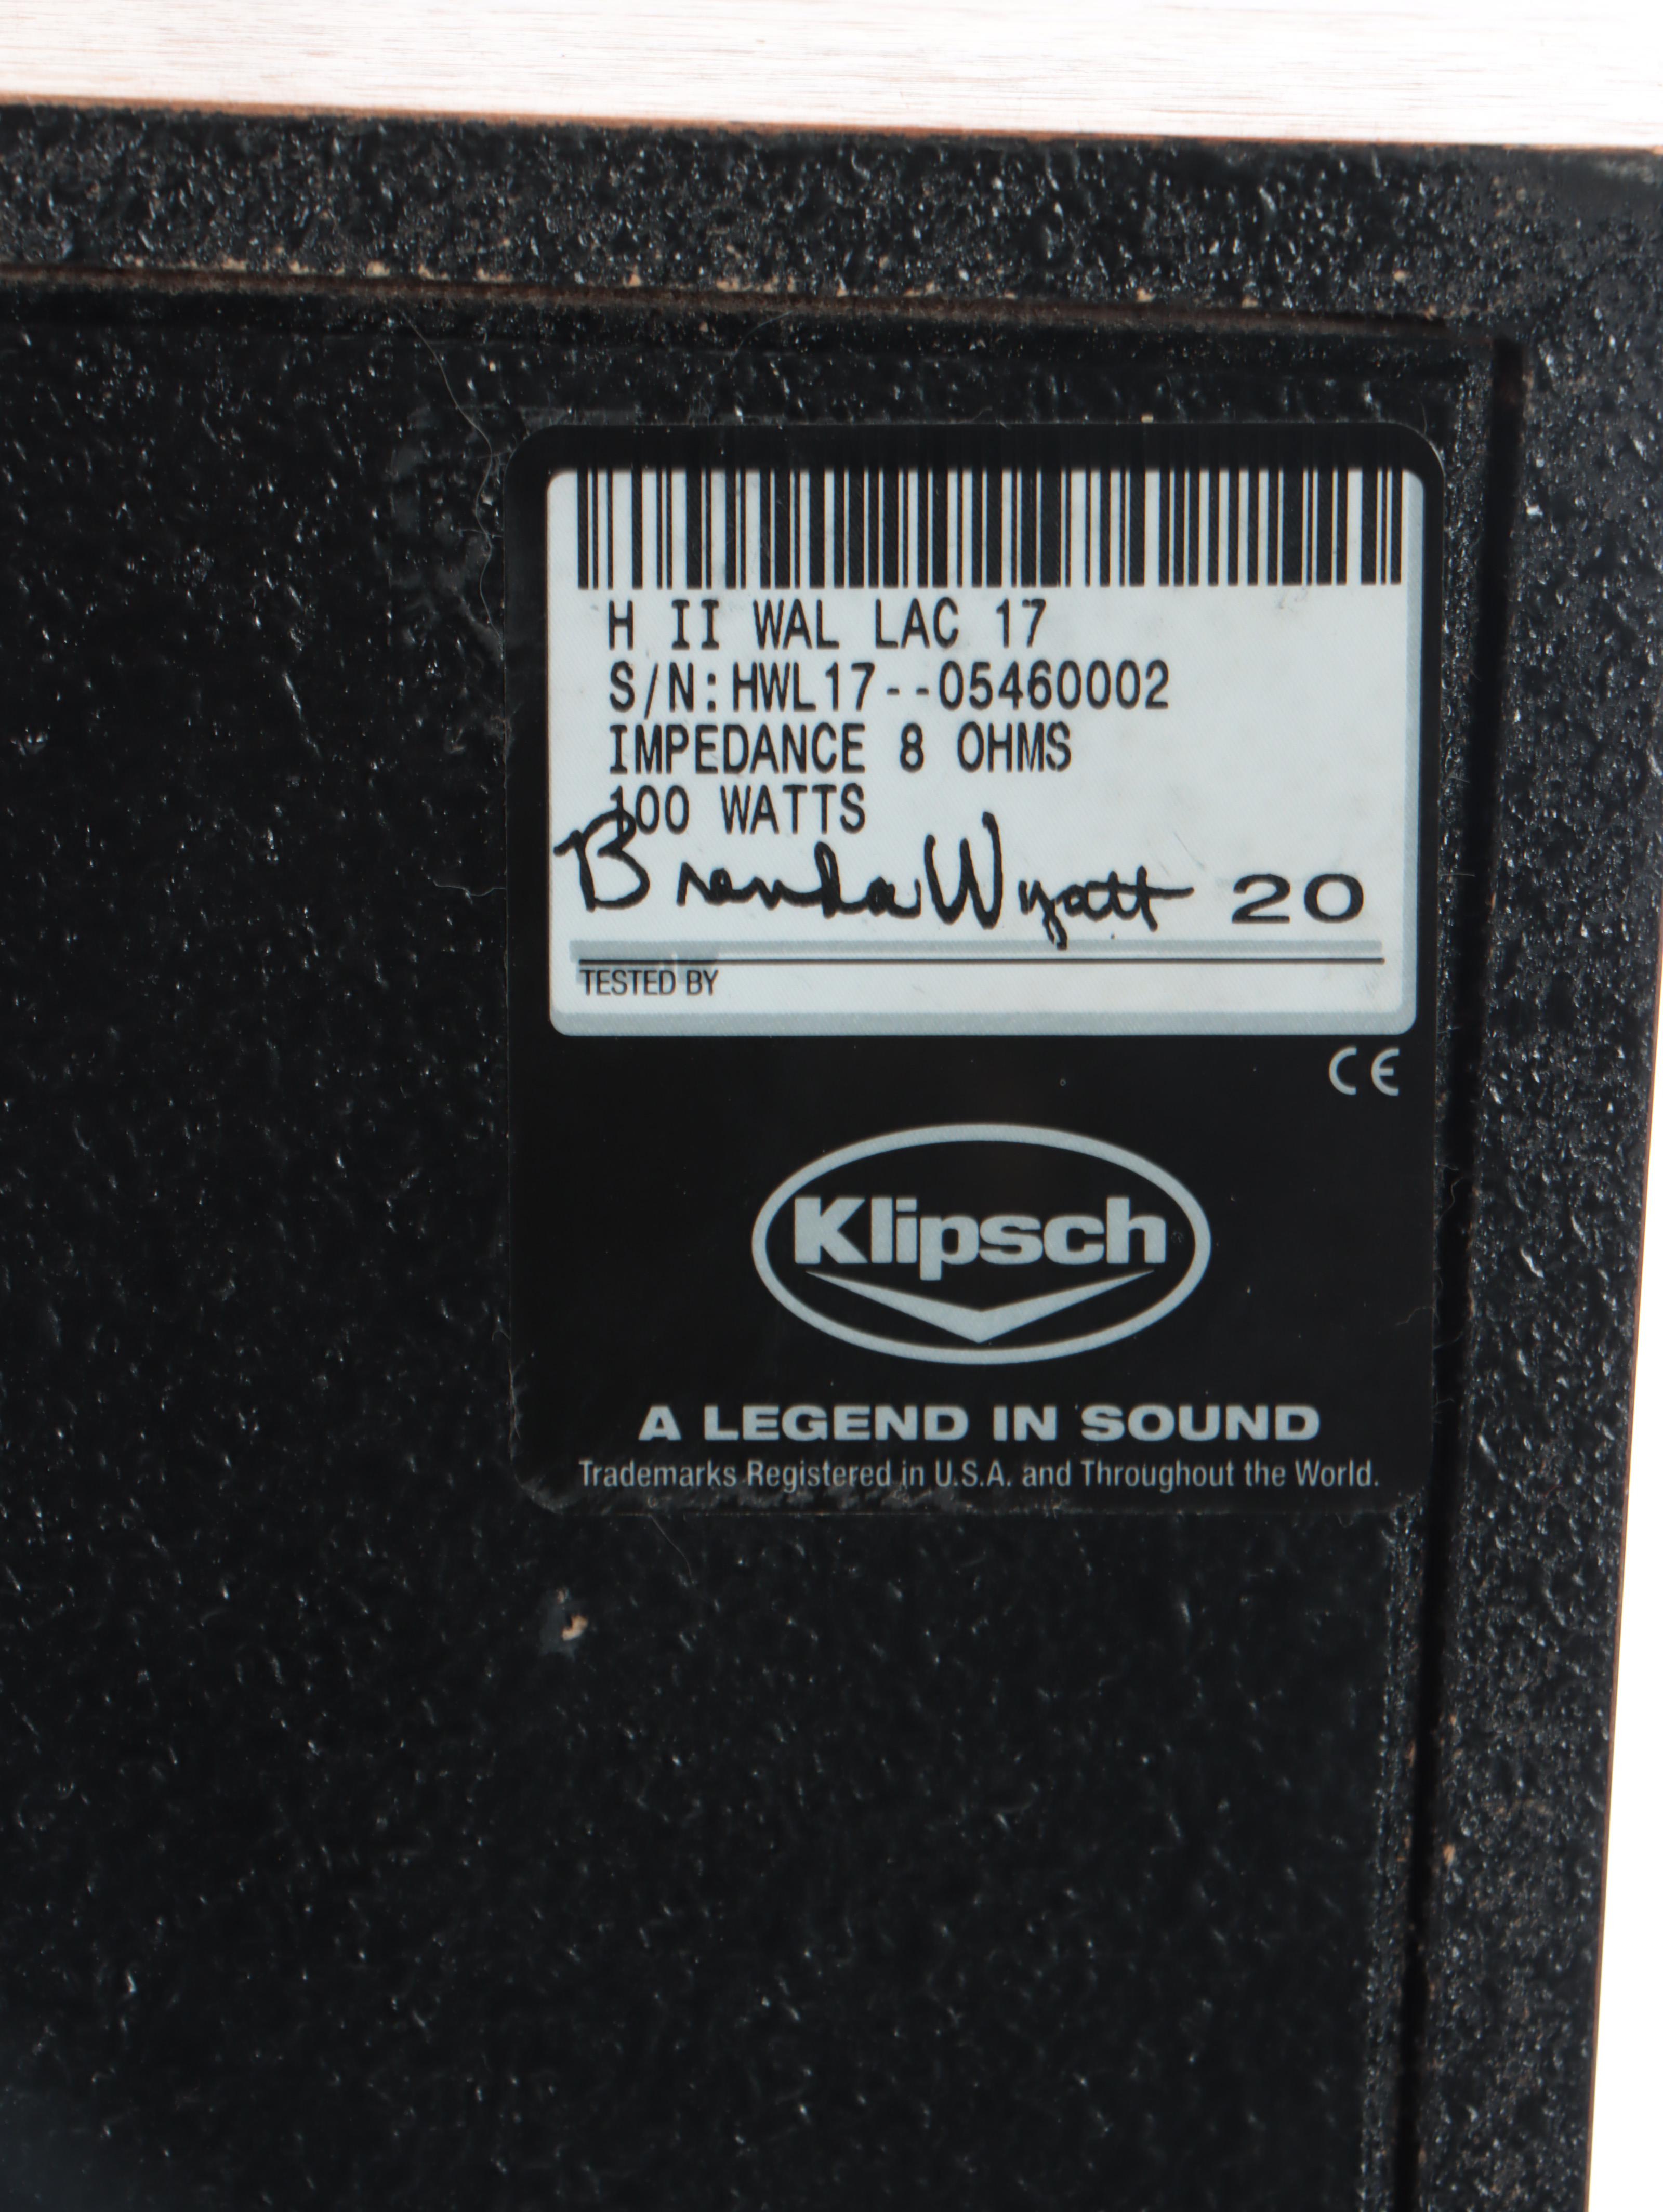 H II WAL LAC 17
S/N:HWL17--05460002
IMPEDANCE 8 OHMS
100 WATTS
Brenda Wyatt 20
TESTED BY
CE
Klipsch
A LEGEND IN SOUND
Trademarks Registered in U.S.A. and Throughout the World.